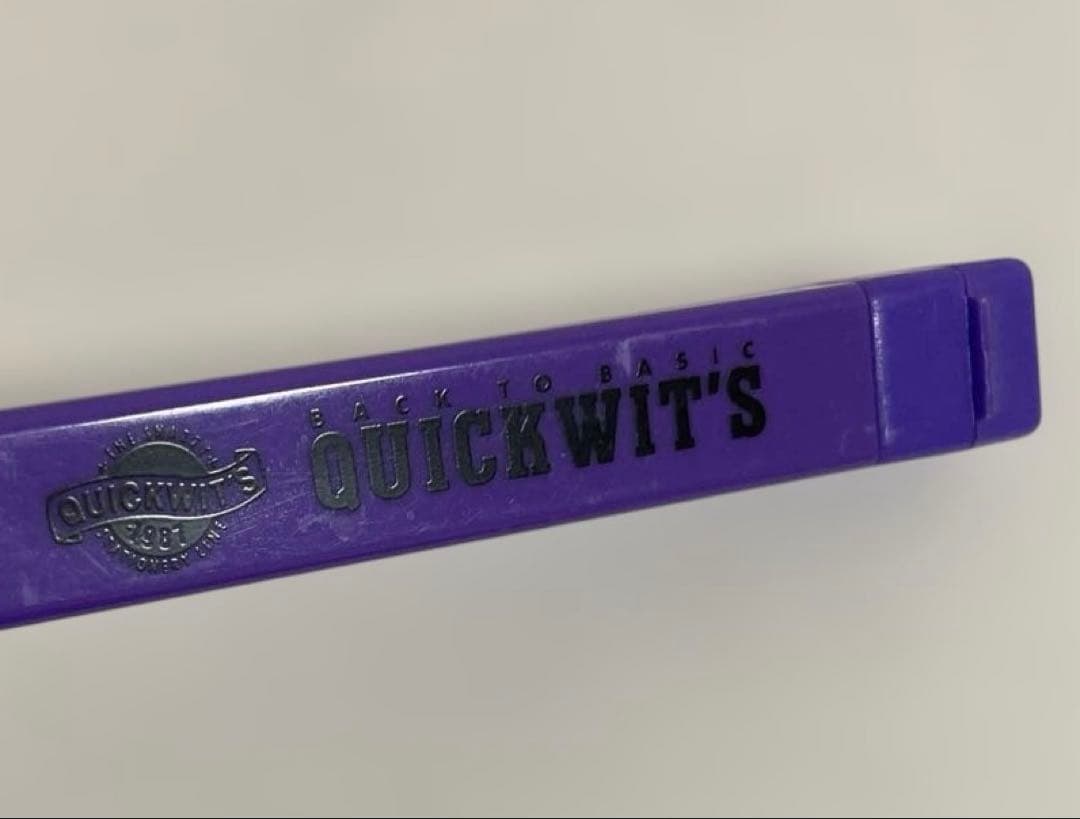 THE SMART
QUICKWIT'S
1981
STATIONERY LINE
BACK TO BASIC
QUICKWIT'S